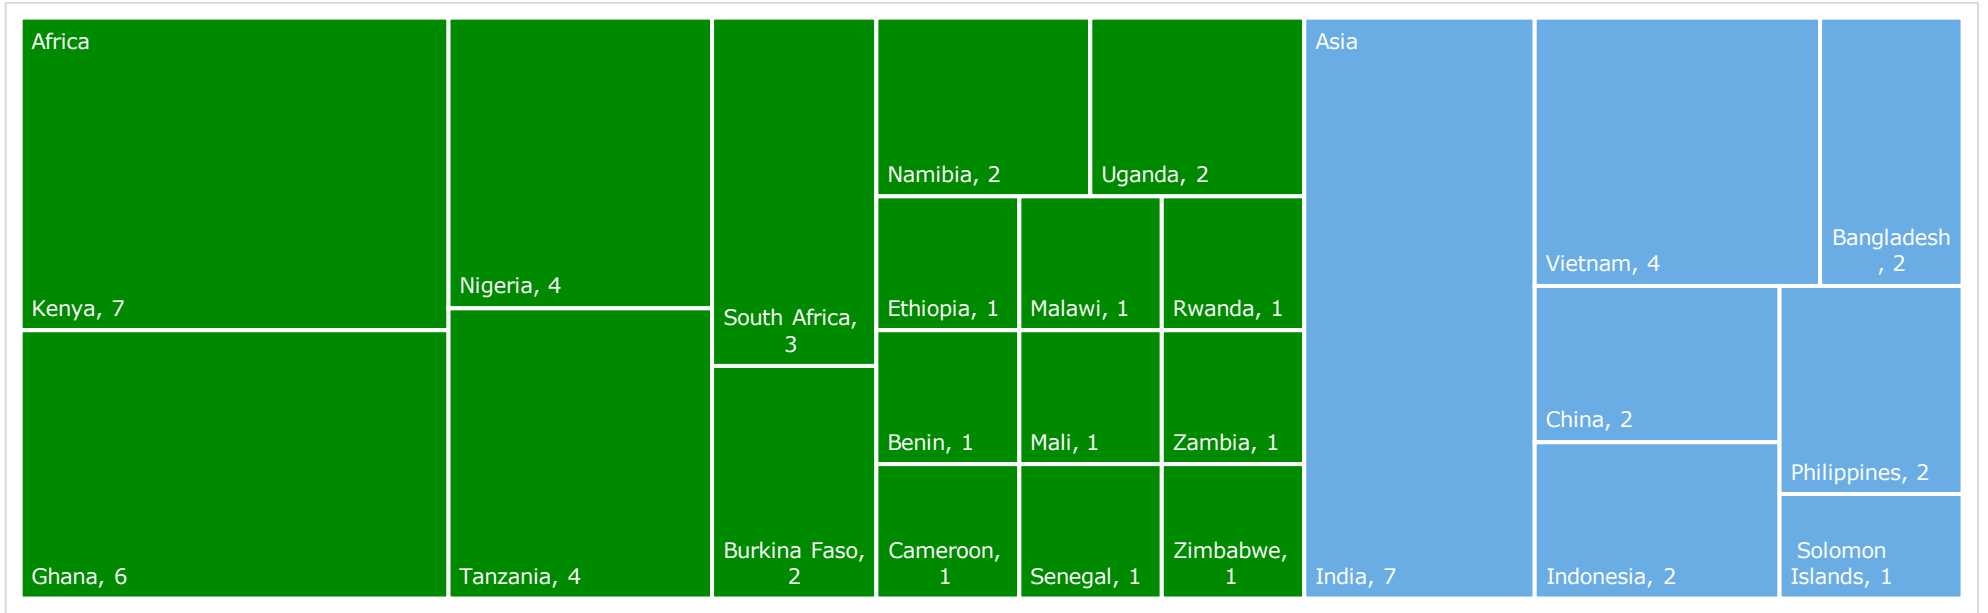 Africa
Kenya, 7
Ghana, 6
Nigeria, 4
Tanzania, 4
South Africa,
3
Burkina Faso,
2
Namibia, 2
Uganda, 2
Ethiopia, 1
Malawi, 1
Rwanda, 1
Benin, 1
Mali, 1
Zambia, 1
Cameroon,
1
Senegal, 1
Zimbabwe,
1
Asia
India, 7
Vietnam, 4
Bangladesh
, 2
China, 2
Indonesia, 2
Philippines, 2
Solomon
Islands, 1